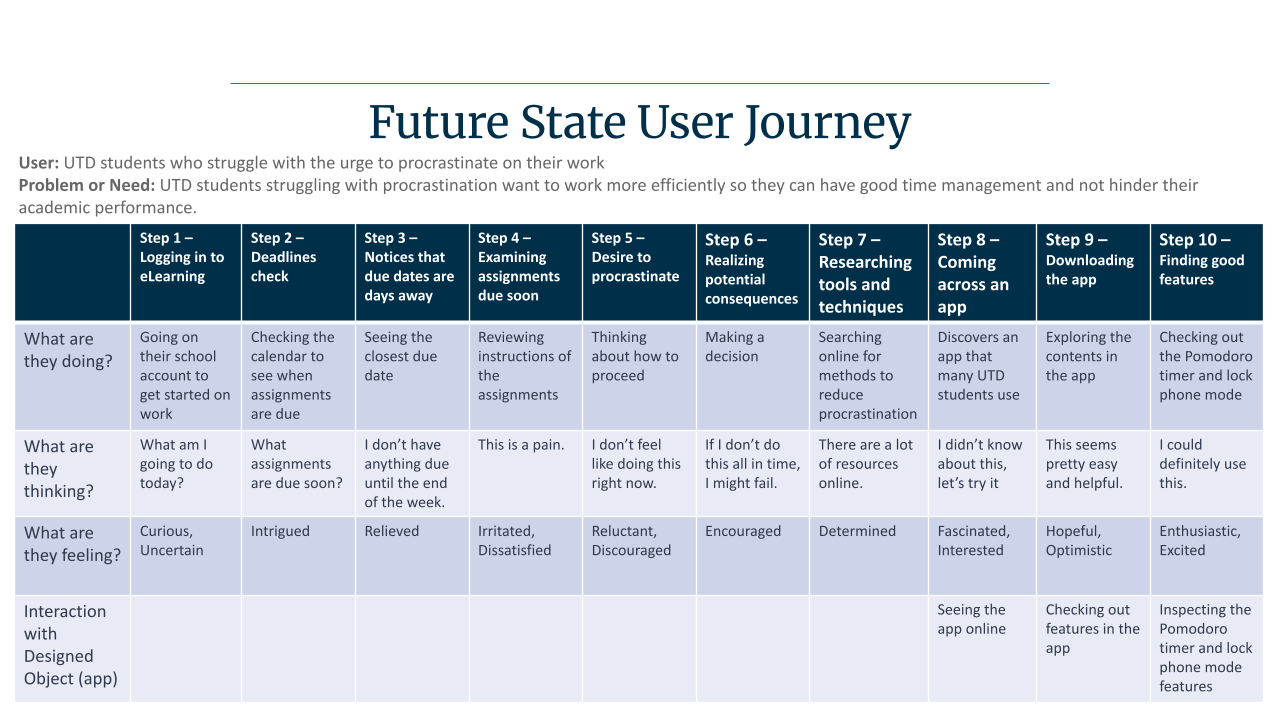 Future State User Journey
User: UTD students who struggle with the urge to procrastinate on their work
Problem or Need: UTD students struggling with procrastination want to work more efficiently so they can have good time management and not hinder their
academic performance.
Step 1 –
Logging in to
eLearning
Step 2 –
Deadlines
check
Step 3 –
Notices that
due dates are
days away
Step 4 –
Examining
assignments
due soon
Step 5 –
Desire to
procrastinate
Step 6 –
Realizing
potential
consequences
Step 7 –
Researching
tools and
techniques
Step 8 –
Coming
across an
app
Step 9 –
Downloading
the app
Step 10 –
Finding good
features
What are
they doing?
Going on
their school
account to
get started on
work
Checking the
calendar to
see when
assignments
are due
Seeing the
closest due
date
Reviewing
instructions of
the
assignments
Thinking
about how to
proceed
Making a
decision
Searching
online for
methods to
reduce
procrastination
Discovers an
app that
many UTD
students use
Exploring the
contents in
the app
Checking out
the Pomodoro
timer and lock
phone mode
What are
they
thinking?
What am I
going to do
today?
What
assignments
are due soon?
I don’t have
anything due
until the end
of the week.
This is a pain.
I don’t feel
like doing this
right now.
If I don’t do
this all in time,
I might fail.
There are a lot
of resources
online.
I didn’t know
about this,
let’s try it
This seems
pretty easy
and helpful.
I could
definitely use
this.
What are
they feeling?
Curious,
Uncertain
Intrigued
Relieved
Irritated,
Dissatisfied
Reluctant,
Discouraged
Encouraged
Determined
Fascinated,
Interested
Hopeful,
Optimistic
Enthusiastic,
Excited
Interaction
with
Designed
Object (app)
Seeing the
app online
Checking out
features in the
app
Inspecting the
Pomodoro
timer and lock
phone mode
features